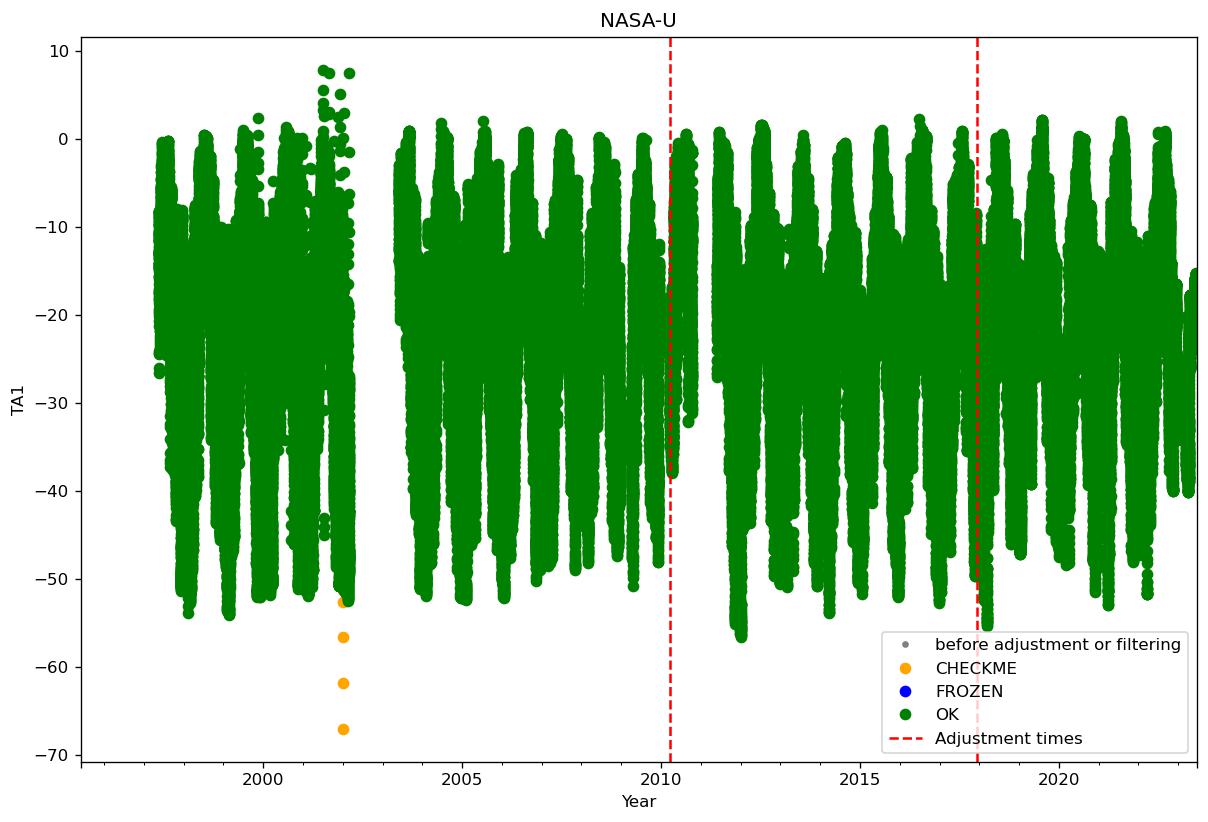 NASA-U
10
0
−10
−20
−30
−40
−50
−60
−70
TA1
before adjustment or filtering
CHECKME
FROZEN
OK
Adjustment times
2000 2005 2010 2015 2020
Year